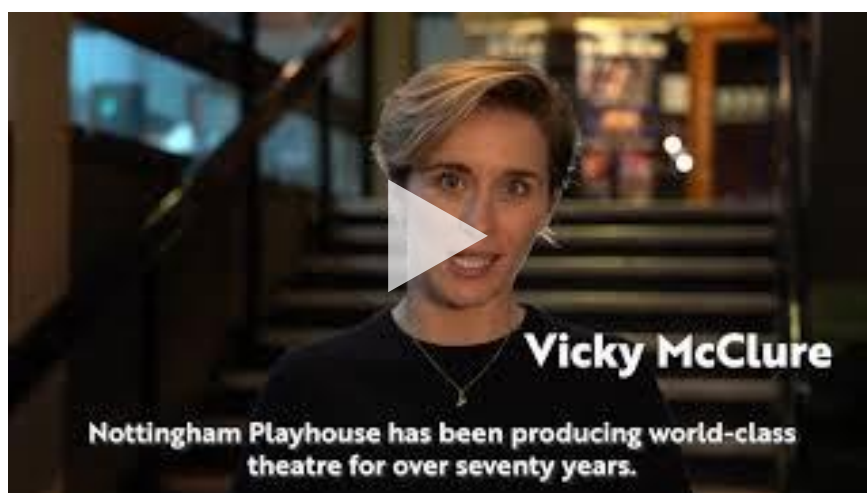 Vicky McClure
Nottingham Playhouse has been producing world-class
theatre for over seventy years.